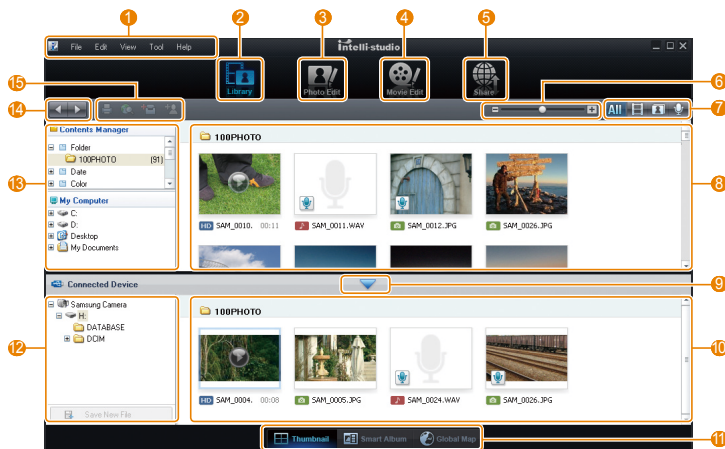 1 2 3 4 5
File Edit View Tool Help
intelli-studio
Library Photo Edit Movie Edit Share
15 6
14 All 7
Contents Manager
Folder
100PHOTO (91)
Date
Color
13
My Computer
C:
D:
Desktop
My Documents
100PHOTO
HD SAM_0010. 00:11 SAM_0011.WAV SAM_0012.JPG SAM_0026.JPG
8
Connected Device
9
Samsung Camera
H:
DATABASE
DCIM
12
Save New File
100PHOTO
HD SAM_0004. 00:08 SAM_0005.JPG SAM_0024.WAV SAM_0026.JPG
10
Thumbnail Smart Album Global Map
11